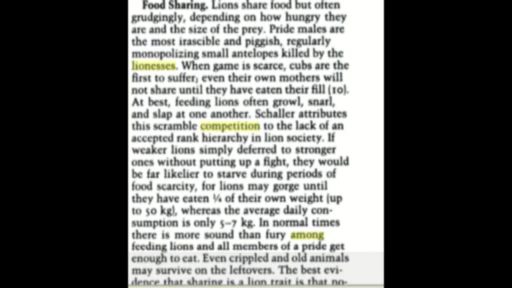 Food Sharing. Lions share food but often
grudgingly, depending on how hungry they
are and the size of the prey. Pride males are
the most irascible and piggish, regularly
monopolizing small antelopes killed by the
lionesses. When game is scarce, cubs are the
first to suffer; even their own mothers will
not share until they have eaten their fill [10].
At best, feeding lions often growl, snarl,
and slap at one another. Schaller attributes
this scramble competition to the lack of an
accepted rank hierarchy in lion society. If
weaker lions simply deferred to stronger
ones without putting up a fight, they would
be far likelier to starve during periods of
food scarcity, for lions may gorge until
they have eaten ¼ of their own weight (up
to 50 kg), whereas the average daily con-
sumption is only 5–7 kg. In normal times
there is more sound than fury among
feeding lions and all members of a pride get
enough to eat. Even crippled and old animals
may survive on the leftovers. The best evi-
dence that sharing is a lion trait is that no-